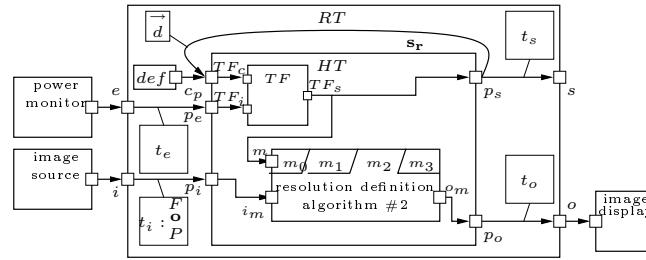 RT
d
t_s
s_r
HT
def
TF_c
TF
TF_s
power
monitor
e
c_p
p_e
TF_i
p_s
s
t_e
m
m_0 m_1 m_2 m_3
image
source
i
p_i
i_m
resolution definition
algorithm #2
o_m
t_o
F
t_i : o
P
p_o
o
image
display